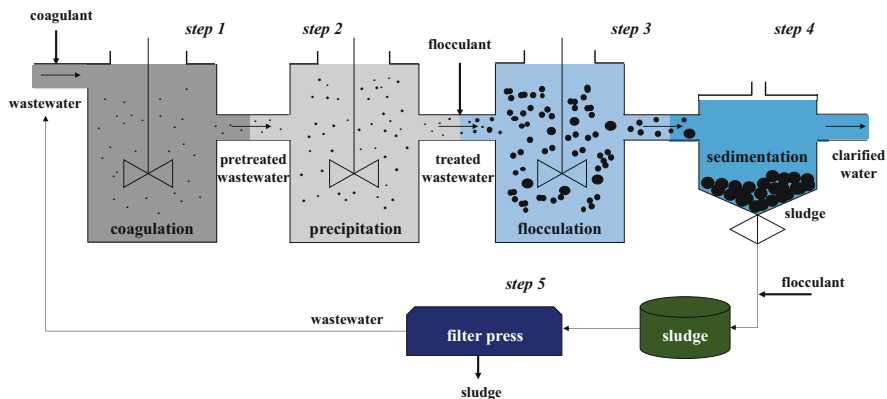 coagulant
step 1
step 2
flocculant
step 3
step 4
wastewater
pretreated
wastewater
treated
wastewater
sedimentation
clarified
water
coagulation
precipitation
flocculation
sludge
step 5
flocculant
wastewater
filter press
sludge
sludge